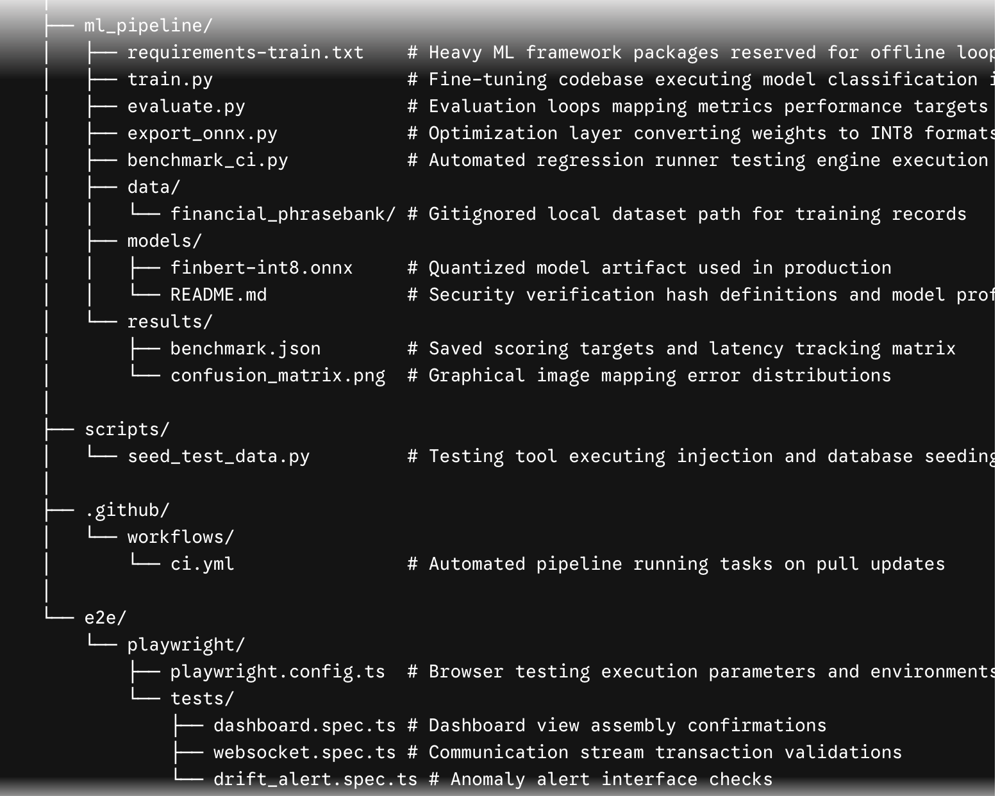 │
├── ml_pipeline/
│   ├── requirements-train.txt    # Heavy ML framework packages reserved for offline loop
│   ├── train.py                  # Fine-tuning codebase executing model classification
│   ├── evaluate.py               # Evaluation loops mapping metrics performance targets
│   ├── export_onnx.py            # Optimization layer converting weights to INT8 formats
│   ├── benchmark_ci.py           # Automated regression runner testing engine execution
│   ├── data/
│   │   └── financial_phrasebank/ # Gitignored local dataset path for training records
│   ├── models/
│   │   ├── finbert-int8.onnx     # Quantized model artifact used in production
│   │   └── README.md             # Security verification hash definitions and model prof
│   └── results/
│       ├── benchmark.json        # Saved scoring targets and latency tracking matrix
│       └── confusion_matrix.png  # Graphical image mapping error distributions
│
├── scripts/
│   └── seed_test_data.py         # Testing tool executing injection and database seeding
│
├── .github/
│   └── workflows/
│       └── ci.yml                # Automated pipeline running tasks on pull updates
│
└── e2e/
    └── playwright/
        ├── playwright.config.ts  # Browser testing execution parameters and environments
        └── tests/
            ├── dashboard.spec.ts # Dashboard view assembly confirmations
            ├── websocket.spec.ts # Communication stream transaction validations
            └── drift_alert.spec.ts # Anomaly alert interface checks